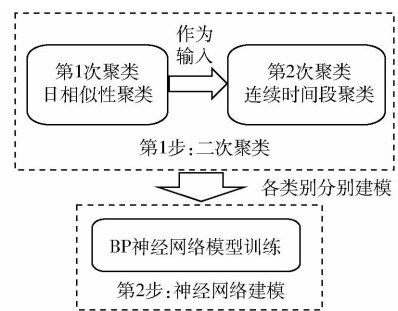 作为
输入
第1次聚类
日相似性聚类
第2次聚类
连续时间段聚类
第1步:二次聚类
各类别分别建模
BP神经网络模型训练
第2步:神经网络建模